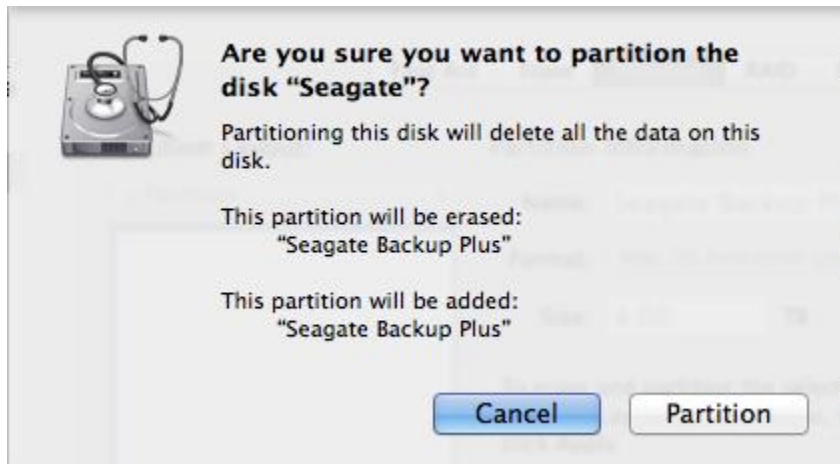 Are you sure you want to partition the
disk “Seagate”?
Partitioning this disk will delete all the data on this
disk.
This partition will be erased:
“Seagate Backup Plus”
This partition will be added:
“Seagate Backup Plus”
Cancel
Partition